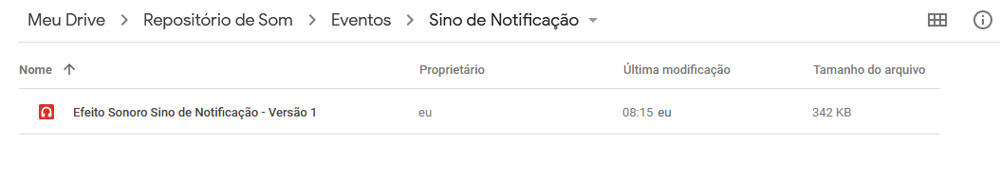 Meu Drive > Repositório de Som > Eventos > Sino de Notificação
Nome Proprietário Última modificação Tamanho do arquivo
Efeito Sonoro Sino de Notificação - Versão 1 eu 08:15 eu 342 KB